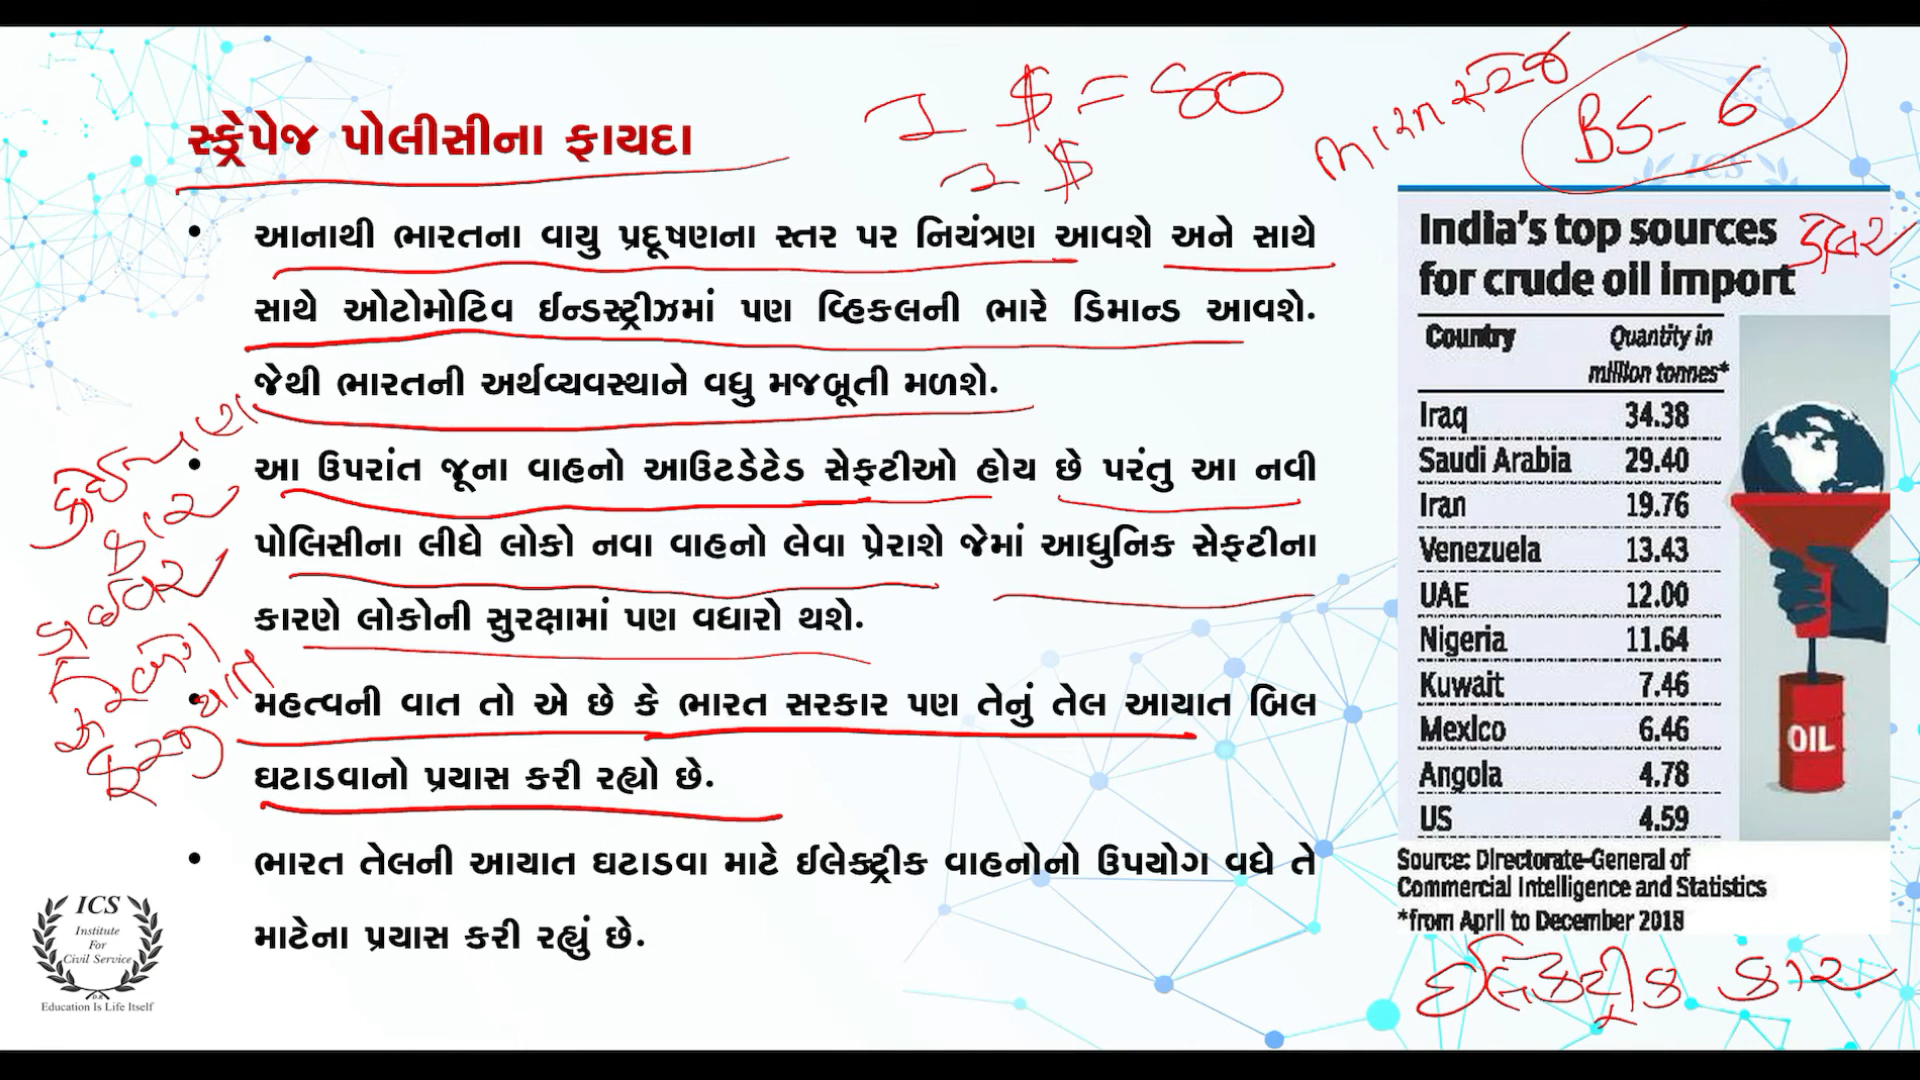 1 $ = 80
1 $
BS-6
સ્ક્રેપેજ પોલીસીના ફાયદા
• આનાથી ભારતના વાયુ પ્રદૂષણના સ્તર પર નિયંત્રણ આવશે અને સાથે
સાથે ઓટોમોટિવ ઈન્ડસ્ટ્રીઝમાં પણ વ્હિકલની ભારે ડિમાન્ડ આવશે.
જેથી ભારતની અર્થવ્યવસ્થાને વધુ મજબૂતી મળશે.
• આ ઉપરાંત જૂના વાહનો આઉટડેટેડ સેફટીઓ હોય છે પરંતુ આ નવી
પોલિસીના લીધે લોકો નવા વાહનો લેવા પ્રેરાશે જેમાં આધુનિક સેફટીના
કારણે લોકોની સુરક્ષામાં પણ વધારો થશે.
• મહત્વની વાત તો એ છે કે ભારત સરકાર પણ તેનું તેલ આયાત બિલ
ઘટાડવાનો પ્રયાસ કરી રહ્યો છે.
• ભારત તેલની આયાત ઘટાડવા માટે ઈલેક્ટ્રીક વાહનોનો ઉપયોગ વધે તે
માટેના પ્રયાસ કરી રહ્યું છે.
India's top sources
for crude oil import
Country Quantity in
million tonnes*
Iraq 34.38
Saudi Arabia 29.40
Iran 19.76
Venezuela 13.43
UAE 12.00
Nigeria 11.64
Kuwait 7.46
Mexico 6.46
Angola 4.78
US 4.59
OIL
Source: Directorate-General of
Commercial Intelligence and Statistics
*from April to December 2018
કાર
ICS
Institute
For
Civil Service
Education Is Life Itself
ICS